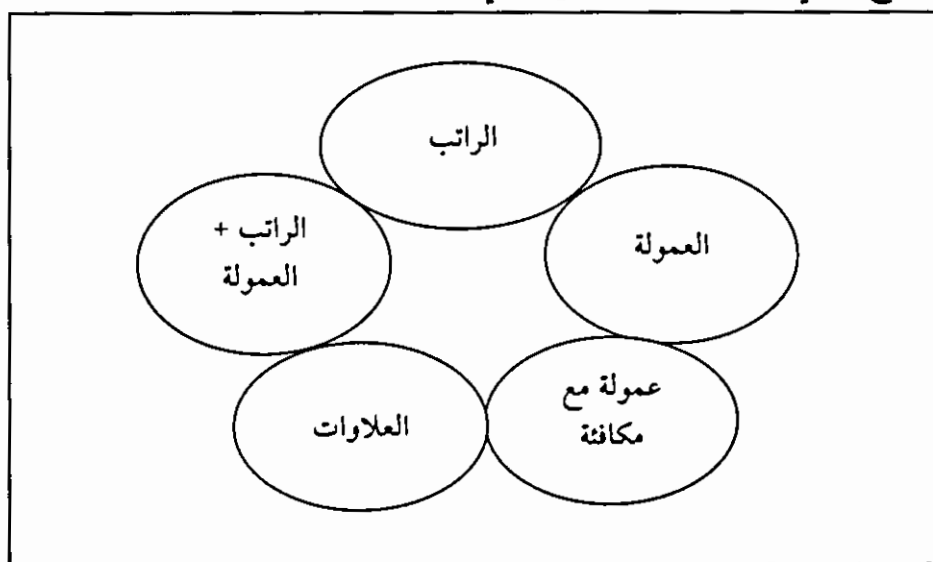 الراتب
العمولة
الراتب +
العمولة
عمولة مع
مكافئة
العلاوات